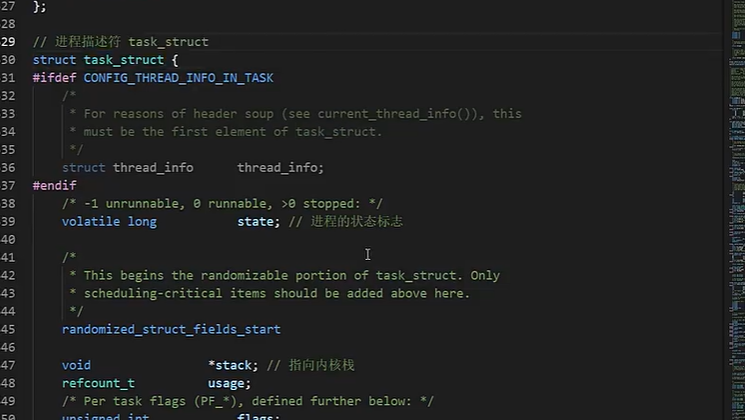 27 };
28
29 // 进程描述符 task_struct
30 struct task_struct {
31 #ifdef CONFIG_THREAD_INFO_IN_TASK
32 /*
33 * For reasons of header soup (see current_thread_info()), this
34 * must be the first element of task_struct.
35 */
36 struct thread_info thread_info;
37 #endif
38 /* -1 unrunnable, 0 runnable, >0 stopped: */
39 volatile long state; // 进程的状态标志
40
41 /*
42 * This begins the randomizable portion of task_struct. Only
43 * scheduling-critical items should be added above here.
44 */
45 randomized_struct_fields_start
46
47 void *stack; // 指向内核栈
48 refcount_t usage;
49 /* Per task flags (PF_*), defined further below: */
50 unsigned int flags;